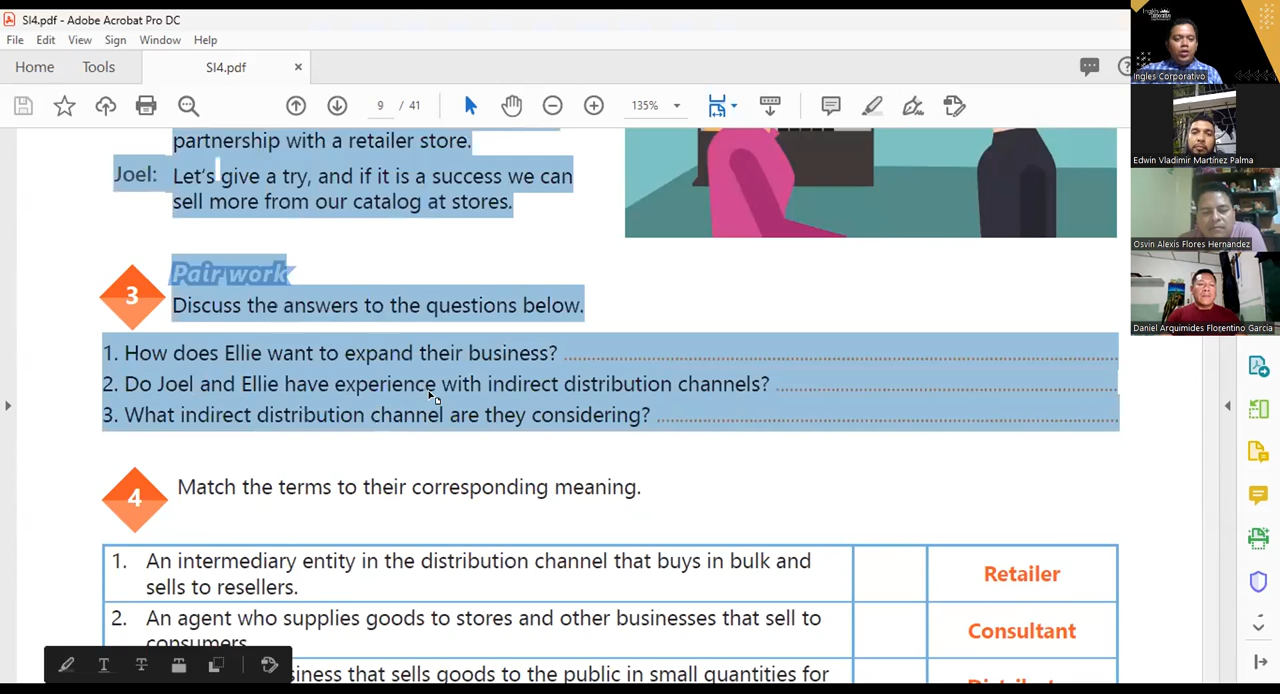 SI4.pdf - Adobe Acrobat Pro DC
File Edit View Sign Window Help
Home Tools SI4.pdf ×
9 / 41 135%
partnership with a retailer store.
Joel: Let's give a try, and if it is a success we can
sell more from our catalog at stores.
3 Pair work
Discuss the answers to the questions below.
1. How does Ellie want to expand their business?
2. Do Joel and Ellie have experience with indirect distribution channels?
3. What indirect distribution channel are they considering?
4 Match the terms to their corresponding meaning.
1. An intermediary entity in the distribution channel that buys in bulk and
sells to resellers.
Retailer
2. An agent who supplies goods to stores and other businesses that sell to
consumers.
Consultant
siness that sells goods to the public in small quantities for
Ingles Corporativo
Edwin Vladimir Martínez Palma
Osvin Alexis Flores Hernandez
Daniel Arquimides Florentino Garcia